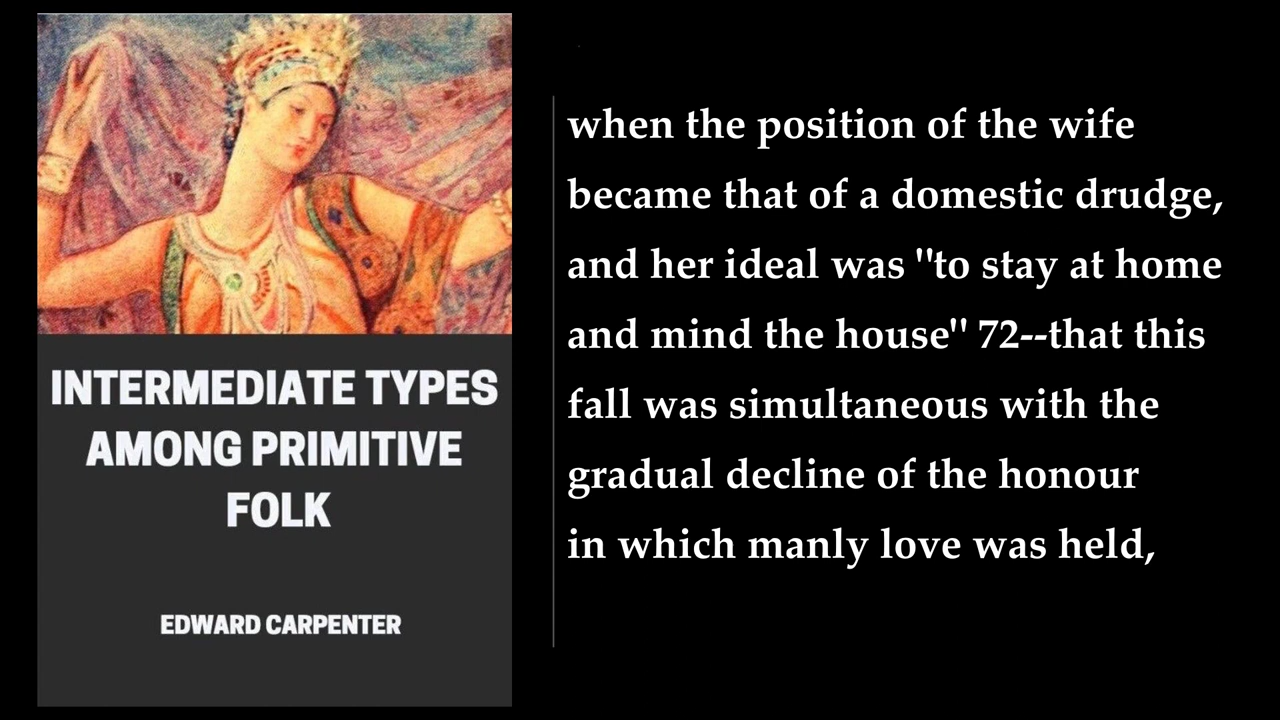 INTERMEDIATE TYPES
AMONG PRIMITIVE
FOLK
EDWARD CARPENTER
when the position of the wife
became that of a domestic drudge,
and her ideal was "to stay at home
and mind the house" 72--that this
fall was simultaneous with the
gradual decline of the honour
in which manly love was held,